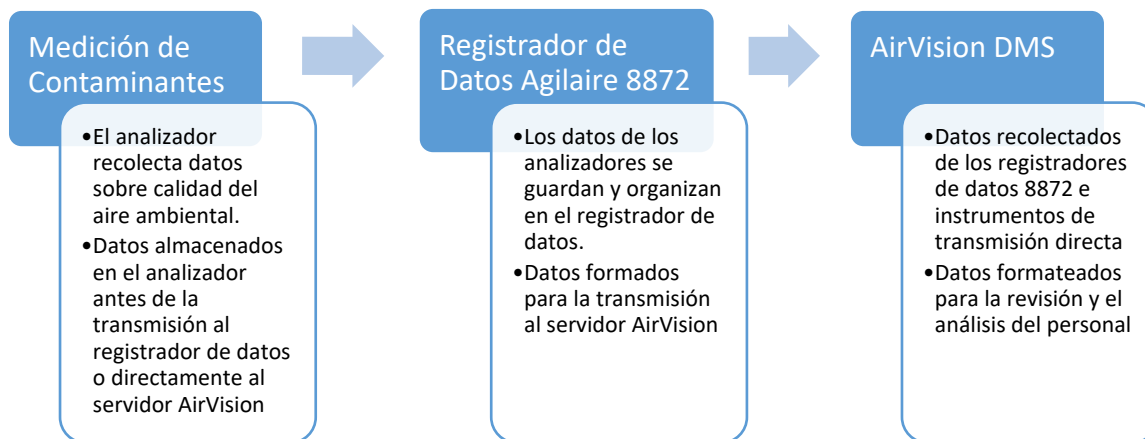 Medición de
Contaminantes
•El analizador
recolecta datos
sobre calidad del
aire ambiental.
•Datos almacenados
en el analizador
antes de la
transmisión al
registrador de datos
o directamente al
servidor AirVision
Registrador de
Datos Agilaire 8872
•Los datos de los
analizadores se
guardan y organizan
en el registrador de
datos.
•Datos formados
para la transmisión
al servidor AirVision
AirVision DMS
•Datos recolectados
de los registradores
de datos 8872 e
instrumentos de
transmisión directa
•Datos formateados
para la revisión y el
análisis del personal